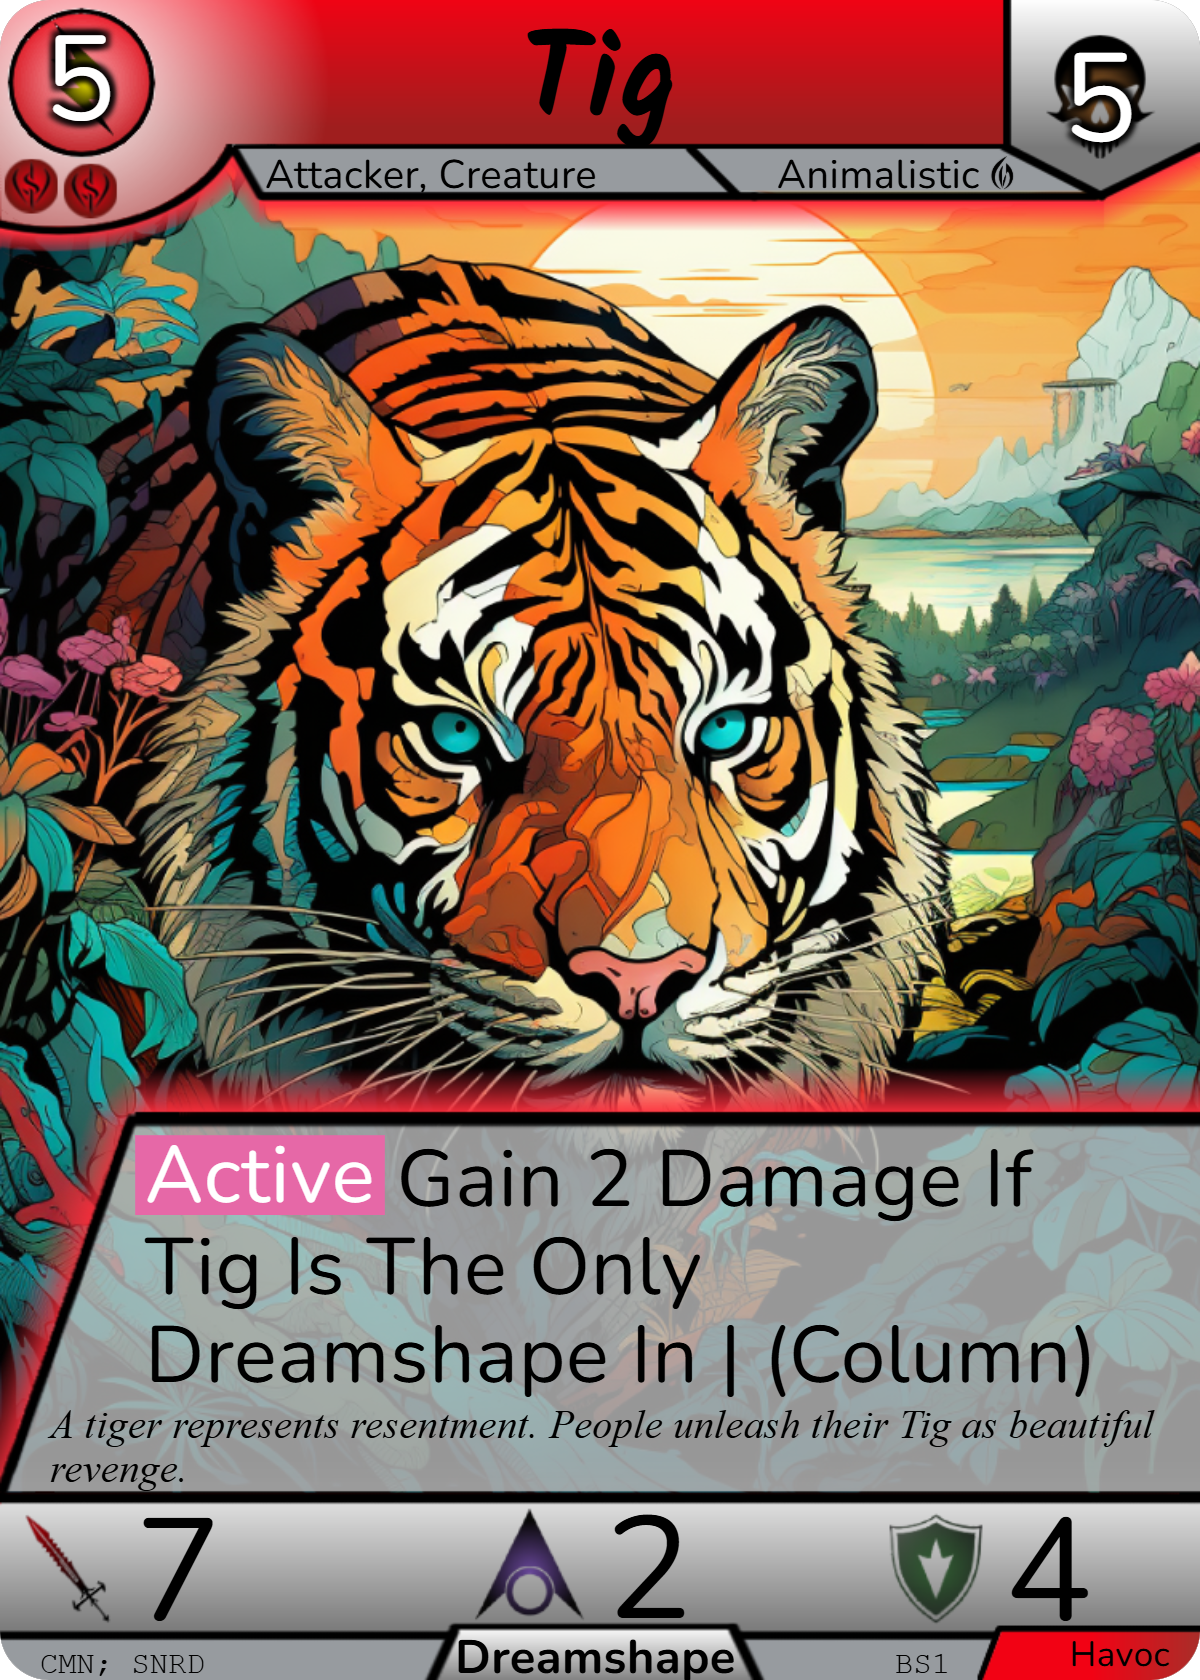 5
Tig
5
Attacker, Creature
Animalistic
Active Gain 2 Damage If
Tig Is The Only
Dreamshape In | (Column)
A tiger represents resentment. People unleash their Tig as beautiful
revenge.
7
2
4
CMN; SNRD
Dreamshape
BS1
Havoc